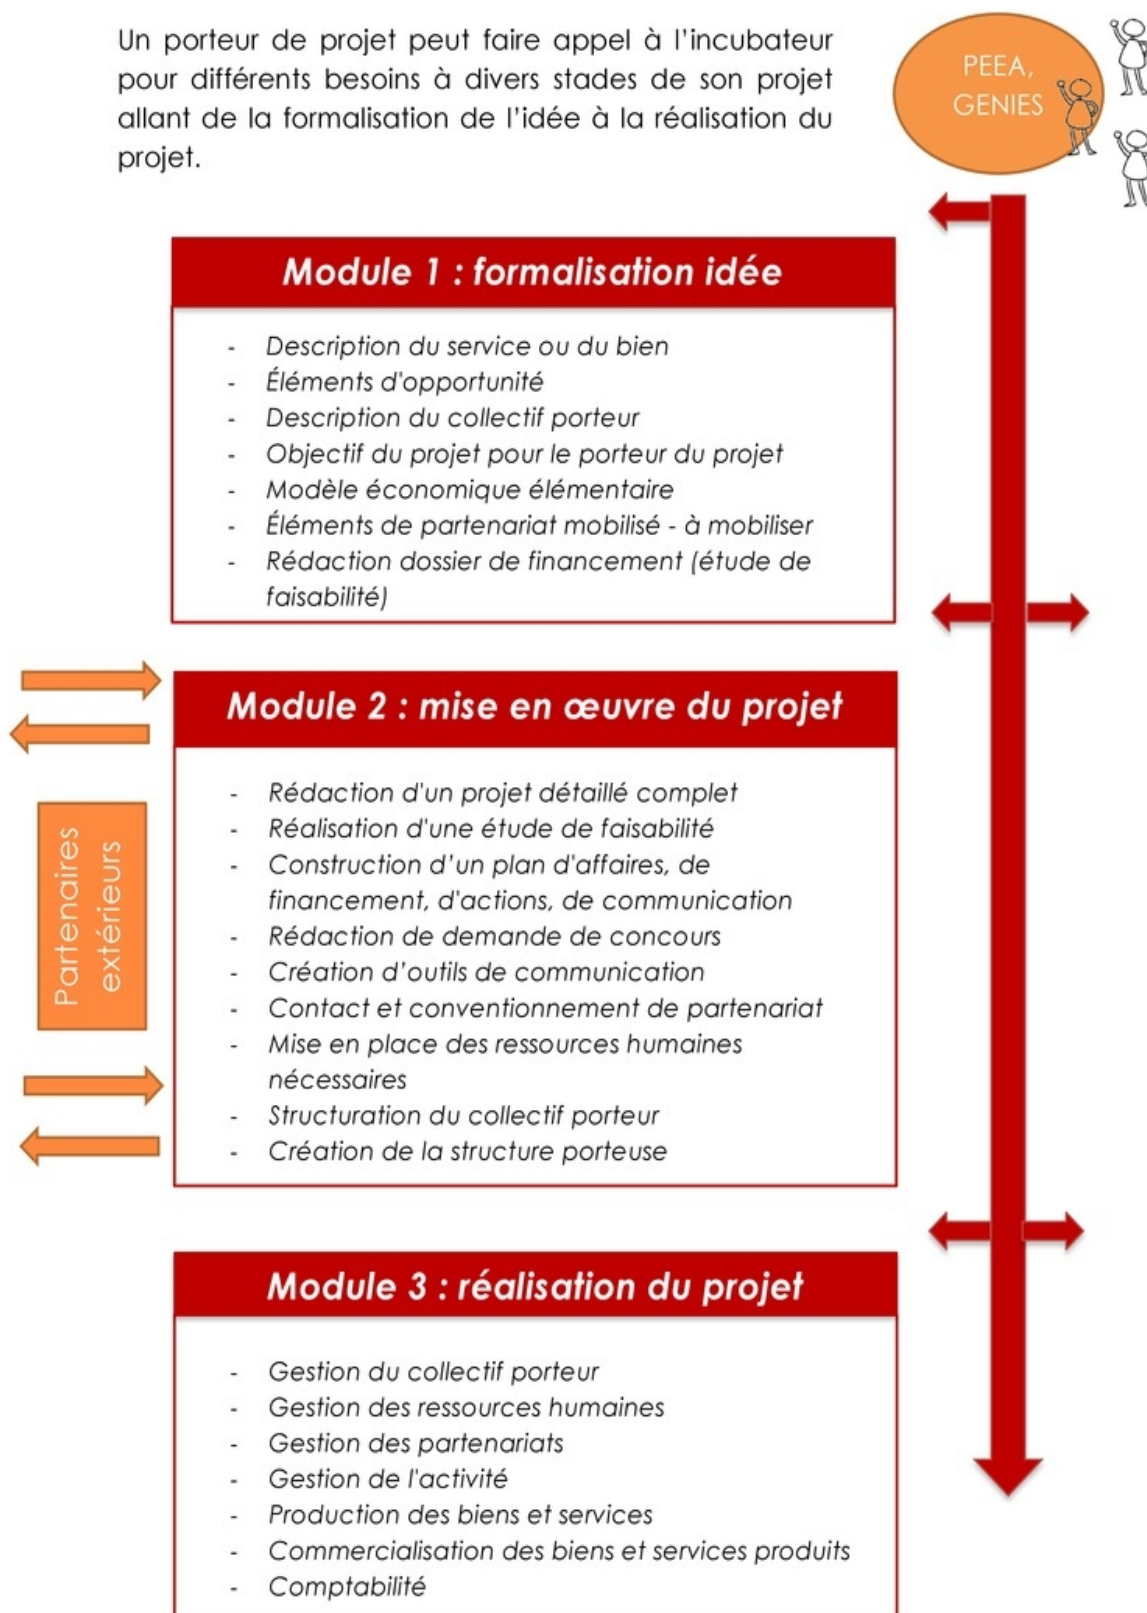 Un porteur de projet peut faire appel à l’incubateur
pour différents besoins à divers stades de son projet
allant de la formalisation de l’idée à la réalisation du
projet.
PEEA,
GENIES
Module 1 : formalisation idée
- Description du service ou du bien
- Éléments d'opportunité
- Description du collectif porteur
- Objectif du projet pour le porteur du projet
- Modèle économique élémentaire
- Éléments de partenariat mobilisé - à mobiliser
- Rédaction dossier de financement (étude de
faisabilité)
Module 2 : mise en œuvre du projet
- Rédaction d'un projet détaillé complet
- Réalisation d'une étude de faisabilité
- Construction d’un plan d'affaires, de
financement, d'actions, de communication
- Rédaction de demande de concours
- Création d’outils de communication
- Contact et conventionnement de partenariat
- Mise en place des ressources humaines
nécessaires
- Structuration du collectif porteur
- Création de la structure porteuse
Partenaires
extérieurs
Module 3 : réalisation du projet
- Gestion du collectif porteur
- Gestion des ressources humaines
- Gestion des partenariats
- Gestion de l'activité
- Production des biens et services
- Commercialisation des biens et services produits
- Comptabilité